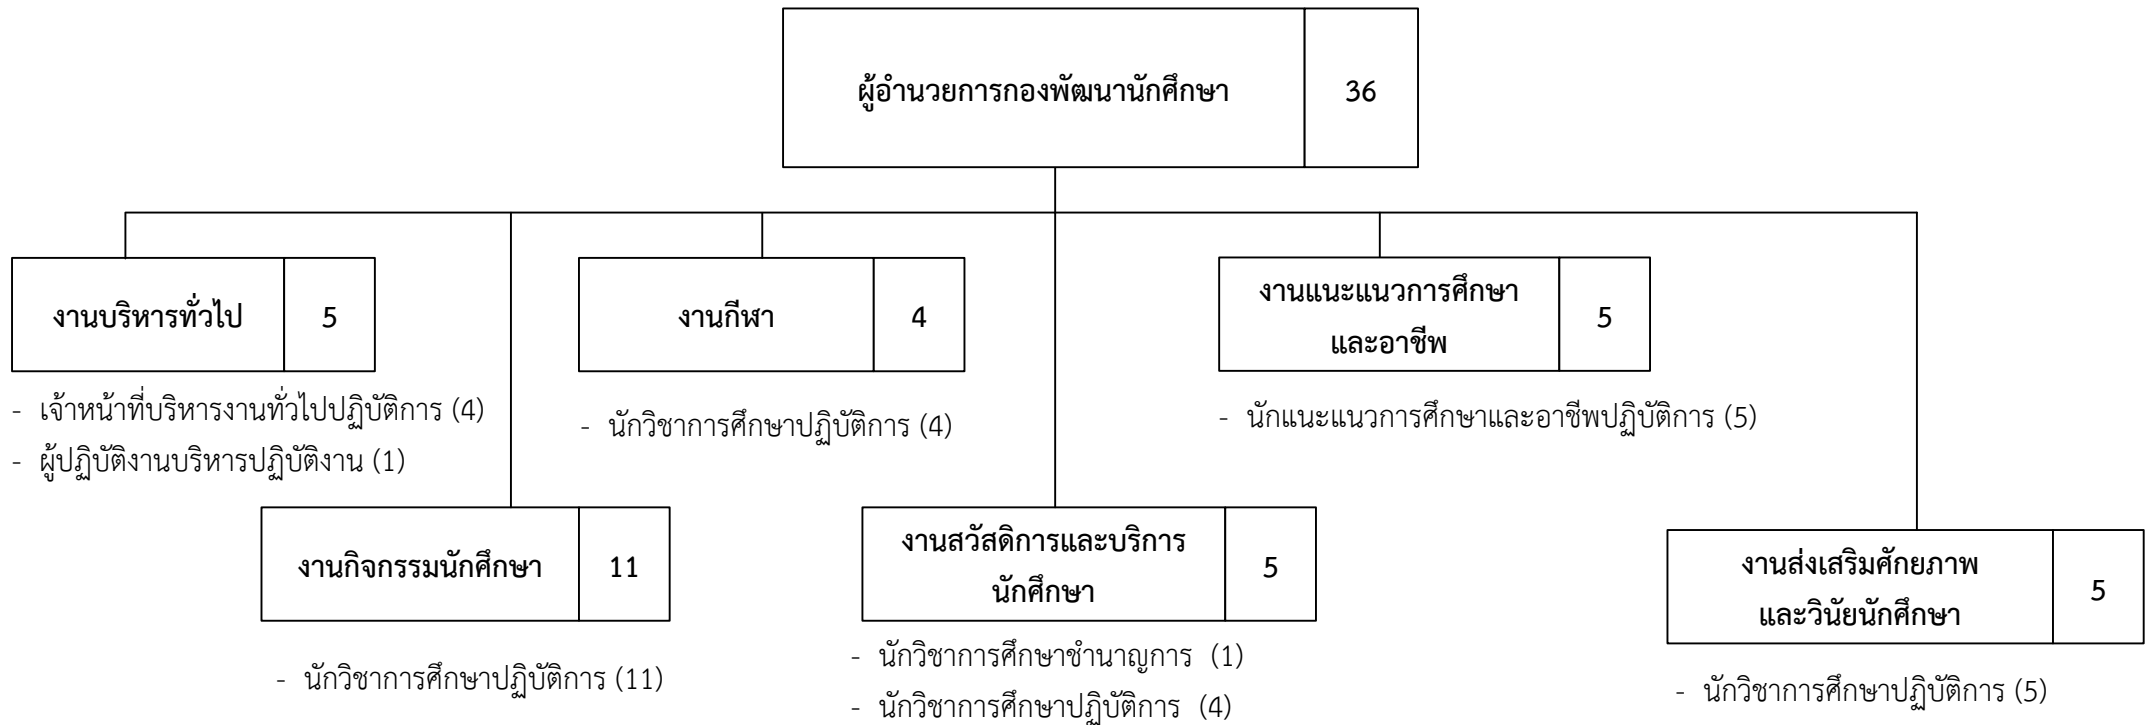 ผู้อำนวยการกองพัฒนานักศึกษา 36
งานบริหารทั่วไป 5
- เจ้าหน้าที่บริหารงานทั่วไปปฏิบัติการ (4)
- ผู้ปฏิบัติงานบริหารปฏิบัติงาน (1)
งานกีฬา 4
- นักวิชาการศึกษาปฏิบัติการ (4)
งานแนะแนวการศึกษา
และอาชีพ 5
- นักแนะแนวการศึกษาและอาชีพปฏิบัติการ (5)
งานกิจกรรมนักศึกษา 11
- นักวิชาการศึกษาปฏิบัติการ (11)
งานสวัสดิการและบริการ
นักศึกษา 5
- นักวิชาการศึกษาชำนาญการ (1)
- นักวิชาการศึกษาปฏิบัติการ (4)
งานส่งเสริมศักยภาพ
และวินัยนักศึกษา 5
- นักวิชาการศึกษาปฏิบัติการ (5)